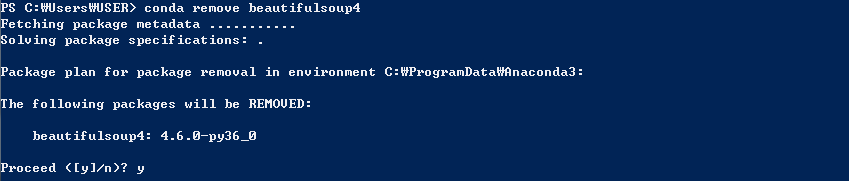 PS C:₩Users₩USER> conda remove beautifulsoup4
Fetching package metadata ...........
Solving package specifications: .
Package plan for package removal in environment C:₩ProgramData₩Anaconda3:
The following packages will be REMOVED:
beautifulsoup4: 4.6.0-py36_0
Proceed ([y]/n)? y